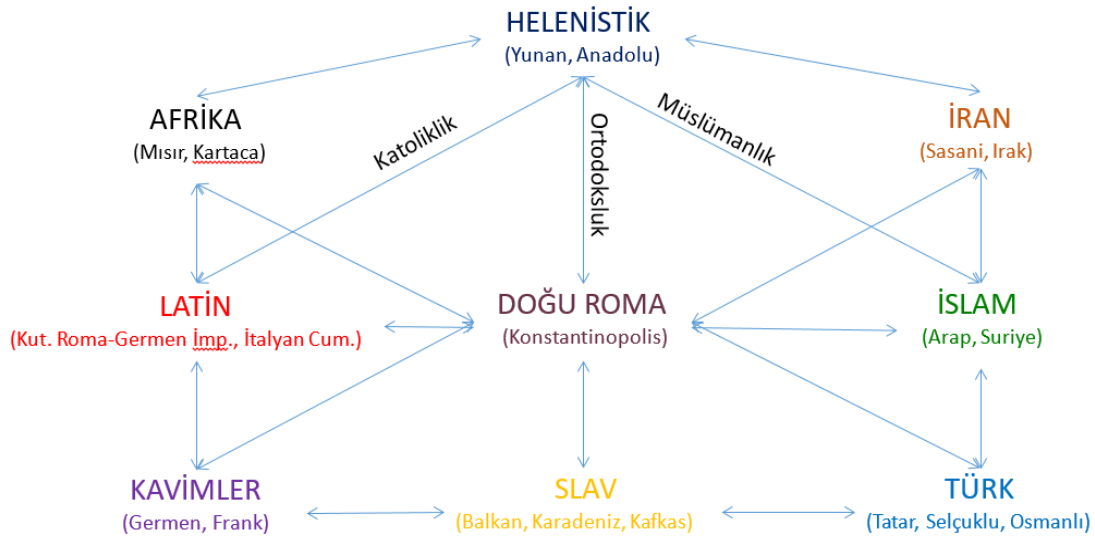 HELENİSTİK
(Yunan, Anadolu)
AFRİKA
(Mısır, Kartaca)
Katoliklik
Ortodoksluk
Müslümanlık
İRAN
(Sasani, Irak)
LATİN
(Kut. Roma-Germen İmp., İtalyan Cum.)
DOĞU ROMA
(Konstantinopolis)
İSLAM
(Arap, Suriye)
KAVİMLER
(Germen, Frank)
SLAV
(Balkan, Karadeniz, Kafkas)
TÜRK
(Tatar, Selçuklu, Osmanlı)